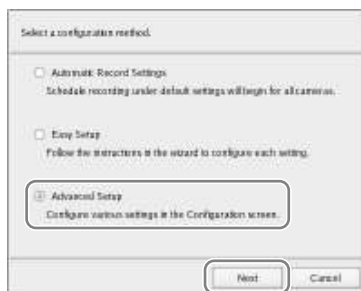 Select a configuration method.
Automatic Record Settings
Schedule recording under default settings will begin for all cameras.
Easy Setup
Follow the instructions in the wizard to configure each setting.
Advanced Setup
Configure various settings in the Configuration screen.
Next
Cancel